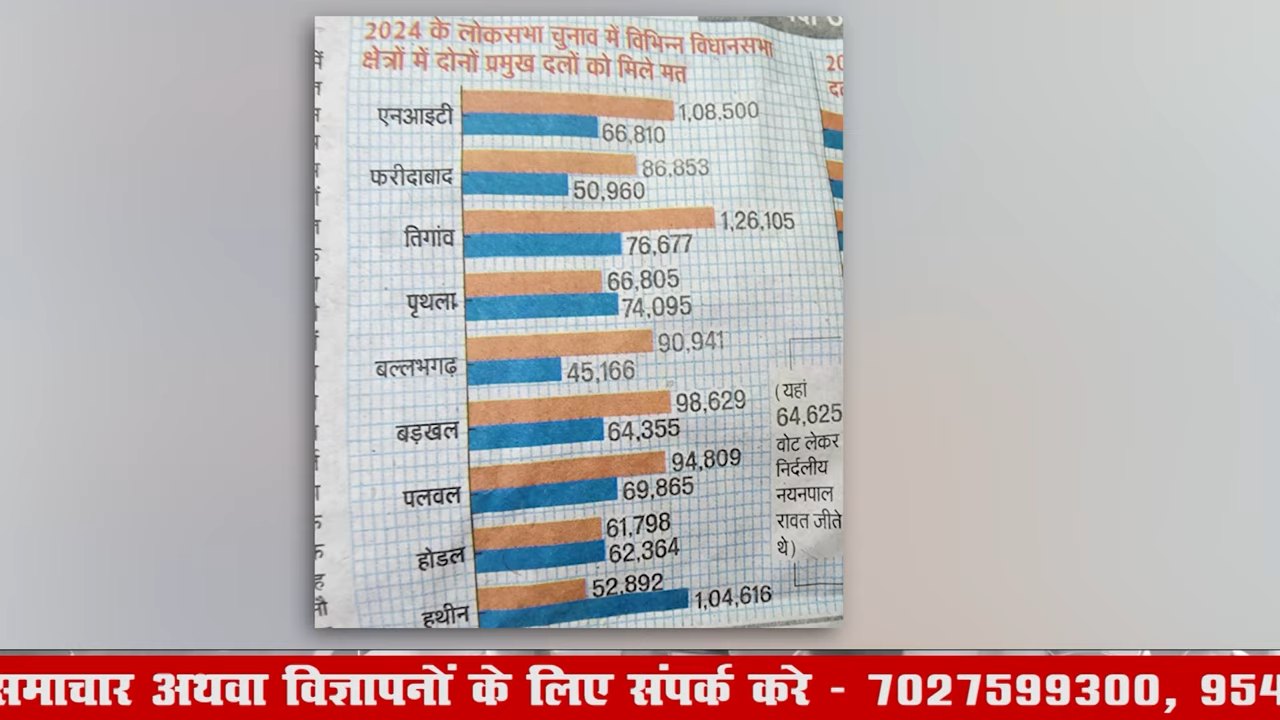 2024 के लोकसभा चुनाव में विभिन्न विधानसभा
क्षेत्रों में दोनों प्रमुख दलों को मिले मत
एनआइटी
1,08,500
66,810
फरीदाबाद
86,853
50,960
तिगांव
1,26,105
76,677
पृथला
66,805
74,095
बल्लभगढ़
90,941
45,166
बड़खल
98,629
64,355
पलवल
94,809
69,865
होडल
61,798
62,364
हथीन
52,892
1,04,616
(यहां
64,625
वोट लेकर
निर्दलीय
नयनपाल
रावत जीते
थे)
समाचार अथवा विज्ञापनों के लिए संपर्क करे - 7027599300, 954